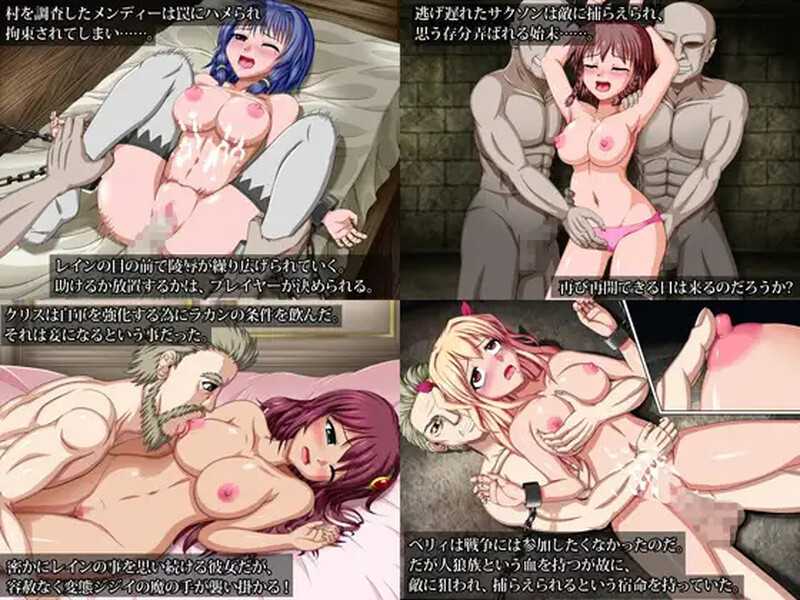 村を調査したメンディーは罠にハメられ
拘束されてしまい……。
レインの目の前で陵辱が繰り広げられていく。
助けるか放置するかは、プレイヤーが決められる。
逃げ遅れたサクソンは敵に捕らえられ、
思う存分弄ばれる始末……。
再び再開できる日は来るのだろうか?
クリスは自軍を強化する為にラカンの条件を飲んだ。
それは妾になるという事だった。
密かにレインの事を思い続ける彼女だが、
容赦なく変態ジジイの魔の手が襲い掛かる!
ベリィは戦争には参加したくなかったのだ。
だが人狼族という血を持つが故に、
敵に狙われ、捕らえられるという宿命を持っていた。